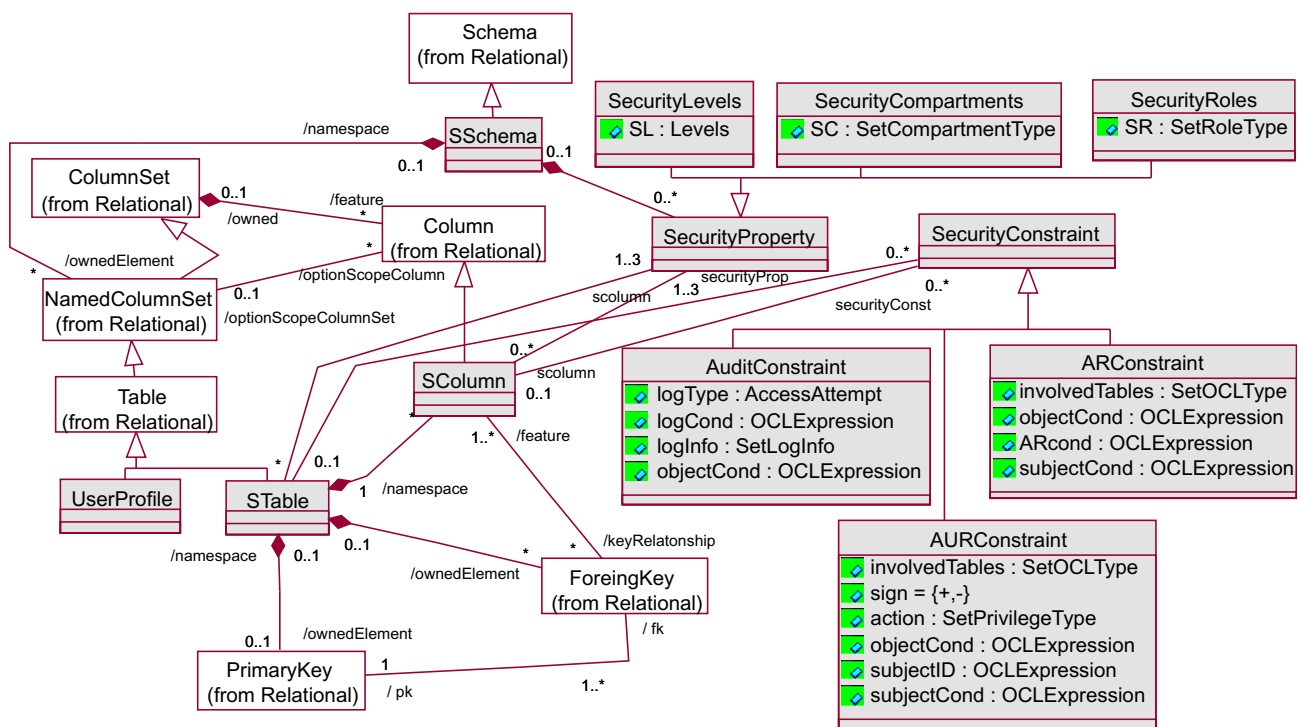 Schema
(from Relational)
SecurityLevels
SL : Levels
SecurityCompartments
SC : SetCompartmentType
SecurityRoles
SR : SetRoleType
/namespace
0..1
SSchema
0..1
ColumnSet
(from Relational)
0..1
/owned
/feature
*
Column
(from Relational)
0..*
SecurityProperty
SecurityConstraint
/ownedElement
*
*
/optionScopeColumn
1..3
securityProp
1..3
0..*
0..*
NamedColumnSet
(from Relational)
0..1
/optionScopeColumnSet
scolumn
securityConst
Table
(from Relational)
SColumn
0..*
scolumn
0..1
AuditConstraint
logType : AccessAttempt
logCond : OCLExpression
logInfo : SetLogInfo
objectCond : OCLExpression
ARConstraint
involvedTables : SetOCLType
objectCond : OCLExpression
ARcond : OCLExpression
subjectCond : OCLExpression
*
1..*
/feature
*
0..1
UserProfile
STable
1
/namespace
/namespace
0..1
0..1
*
/ownedElement
*
/keyRelatonship
ForeingKey
(from Relational)
AURConstraint
involvedTables : SetOCLType
sign = {+,-}
action : SetPrivilegeType
objectCond : OCLExpression
subjectID : OCLExpression
subjectCond : OCLExpression
/ fk
0..1
/ownedElement
PrimaryKey
(from Relational)
1
/ pk
1..*